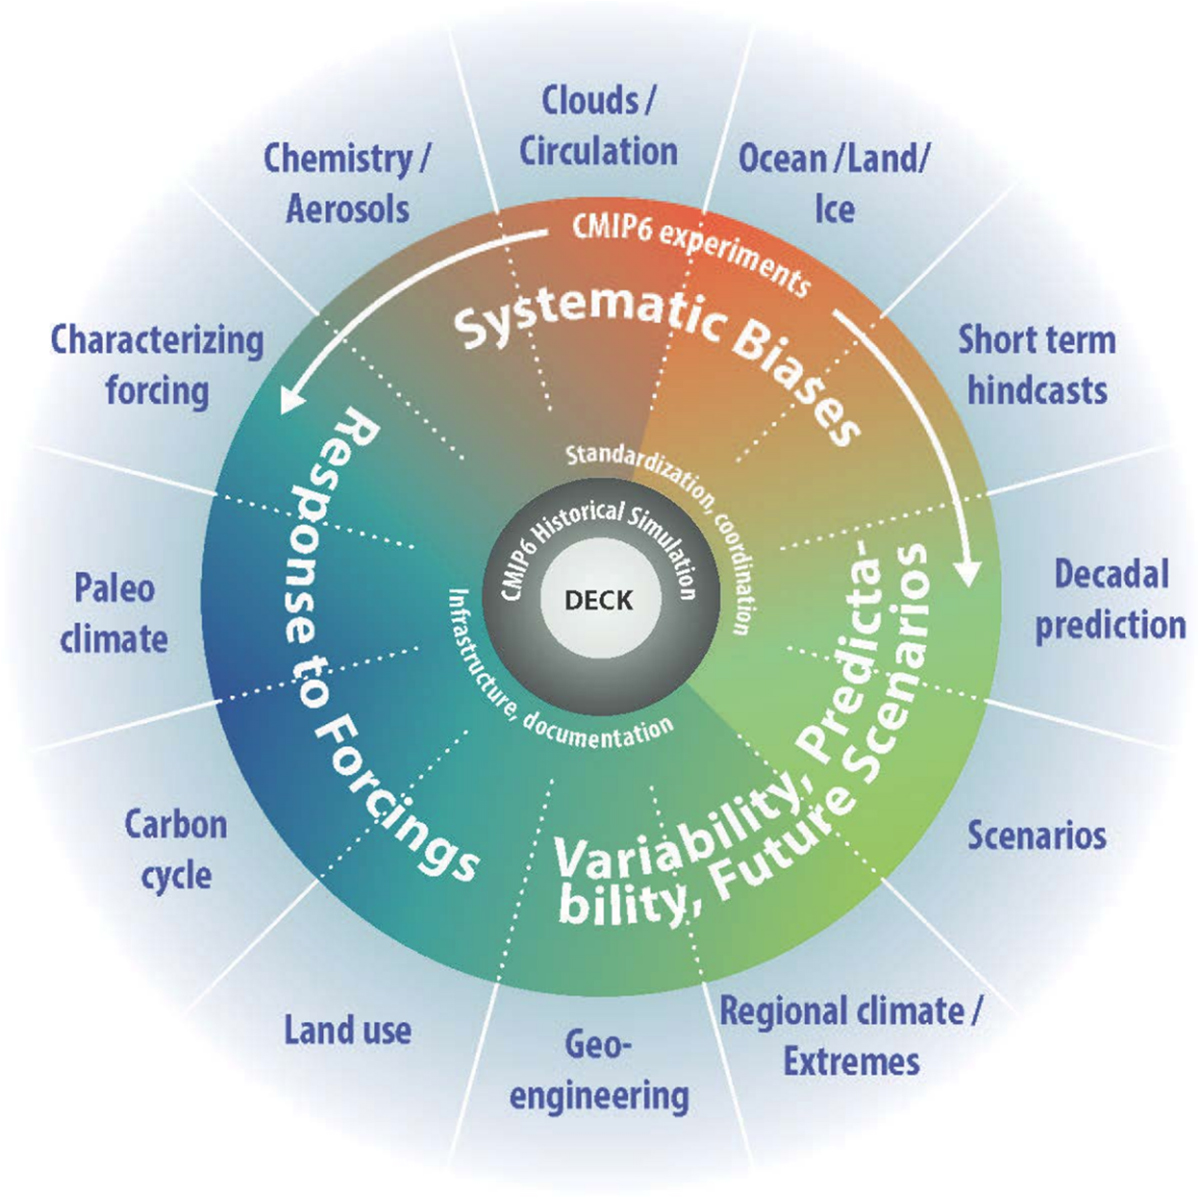 Clouds /
Circulation
Ocean /Land/
Ice
Short term
hindcasts
Decadal
prediction
Scenarios
Regional climate /
Extremes
Geo-
engineering
Land use
Carbon
cycle
Paleo
climate
Characterizing
forcing
Chemistry /
Aerosols
CMIP6 experiments
Systematic Biases
Variability, Predicta-
bility, Future Scenarios
Response to Forcings
Standardization, coordination
Infrastructure, documentation
CMIP6 Historical Simulation
DECK